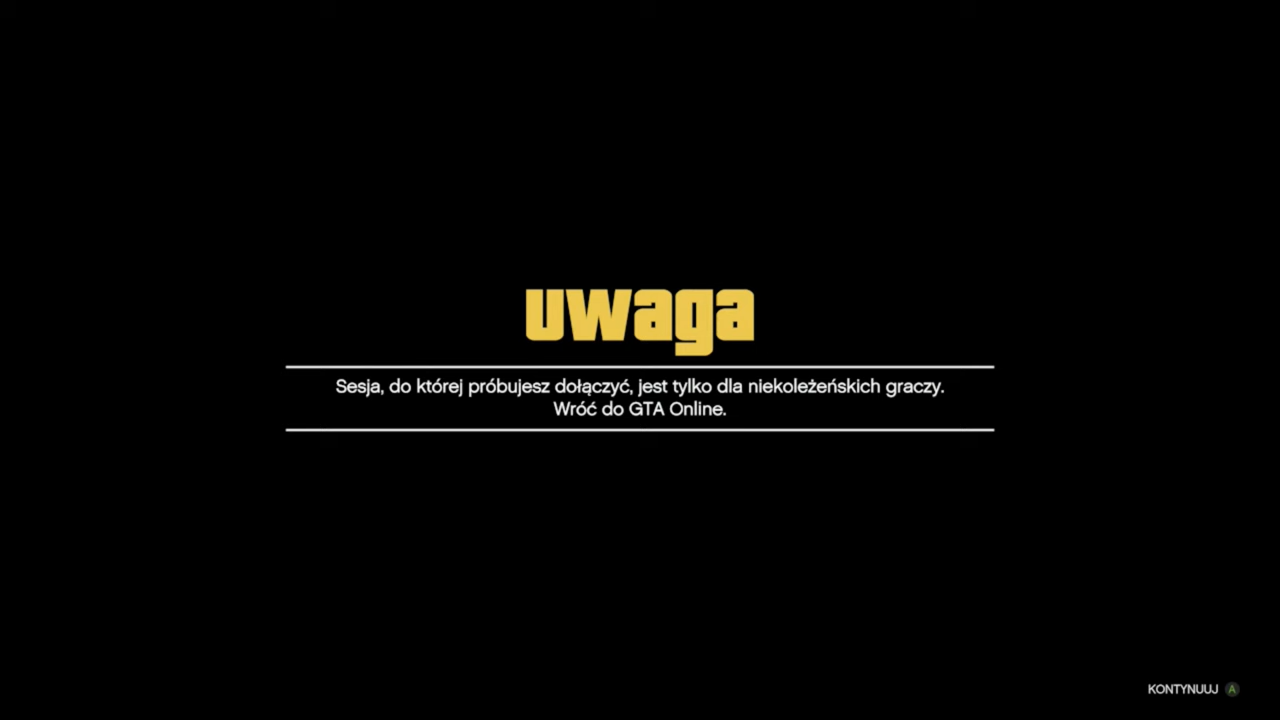 uwaga
Sesja, do której próbujesz dołączyć, jest tylko dla niekoleżeńskich graczy.
Wróć do GTA Online.
KONTYNUUJ A